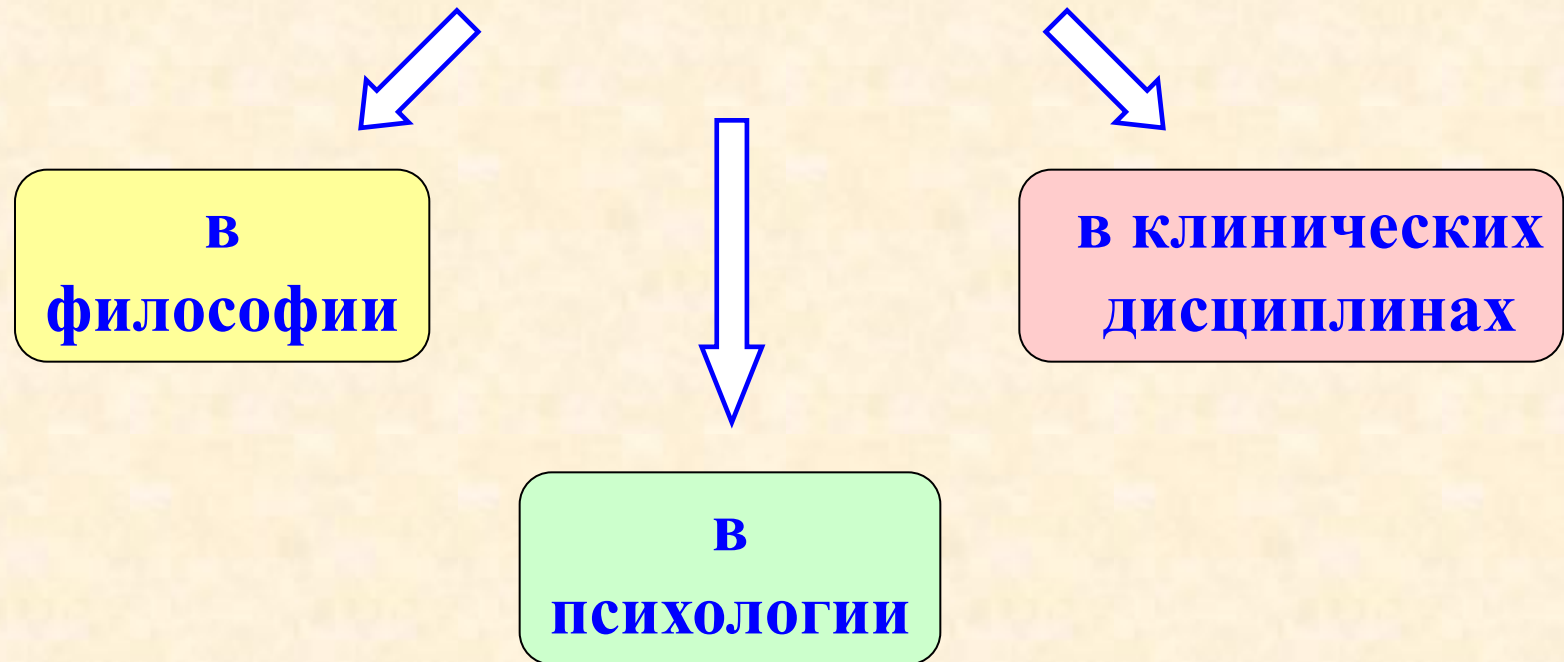 в
философии
в клинических
дисциплинах
в
психологии